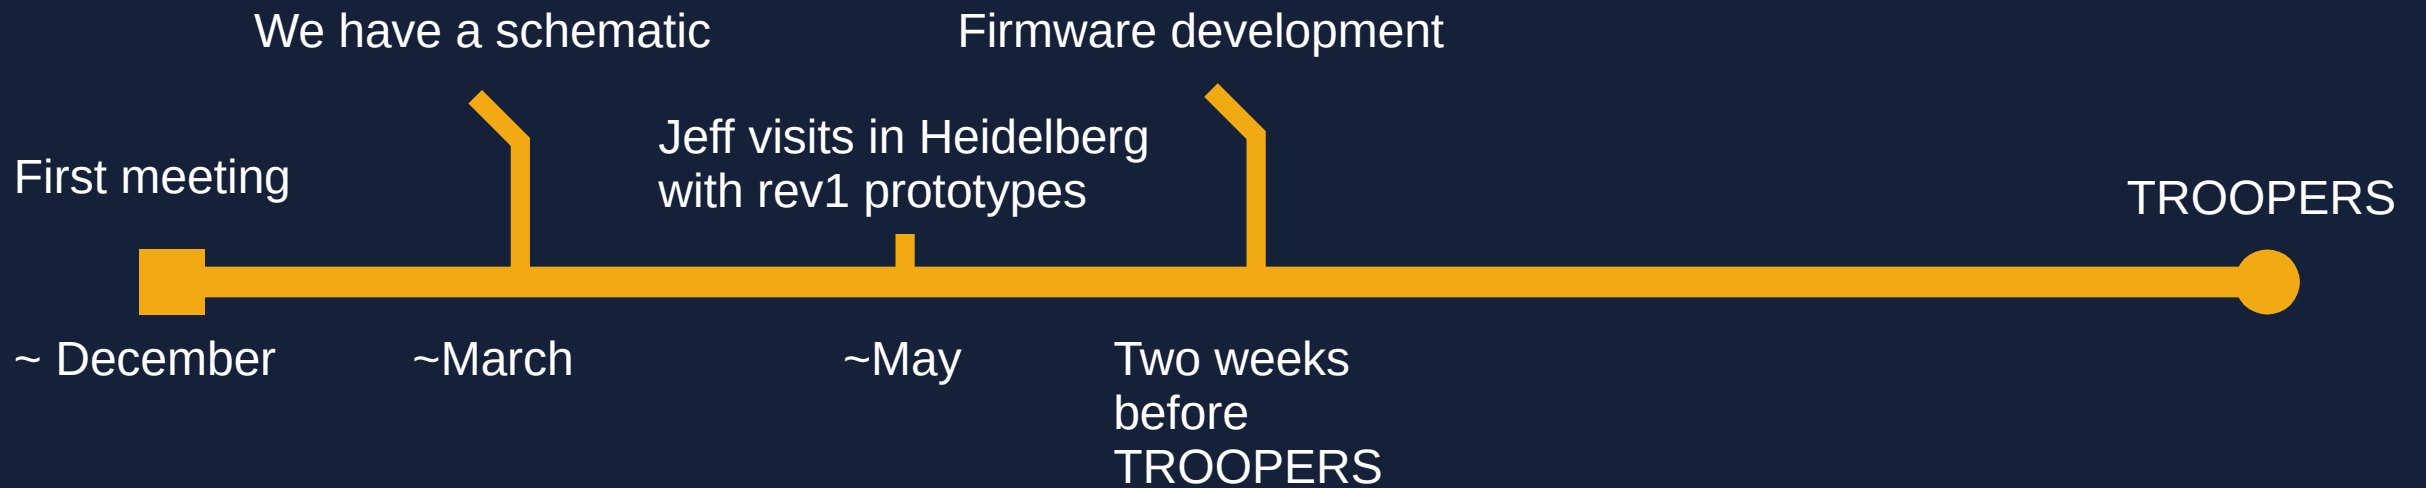 We have a schematic
Firmware development
Jeff visits in Heidelberg
with rev1 prototypes
First meeting
TROOPERS
~ December
~March
~May
Two weeks
before
TROOPERS